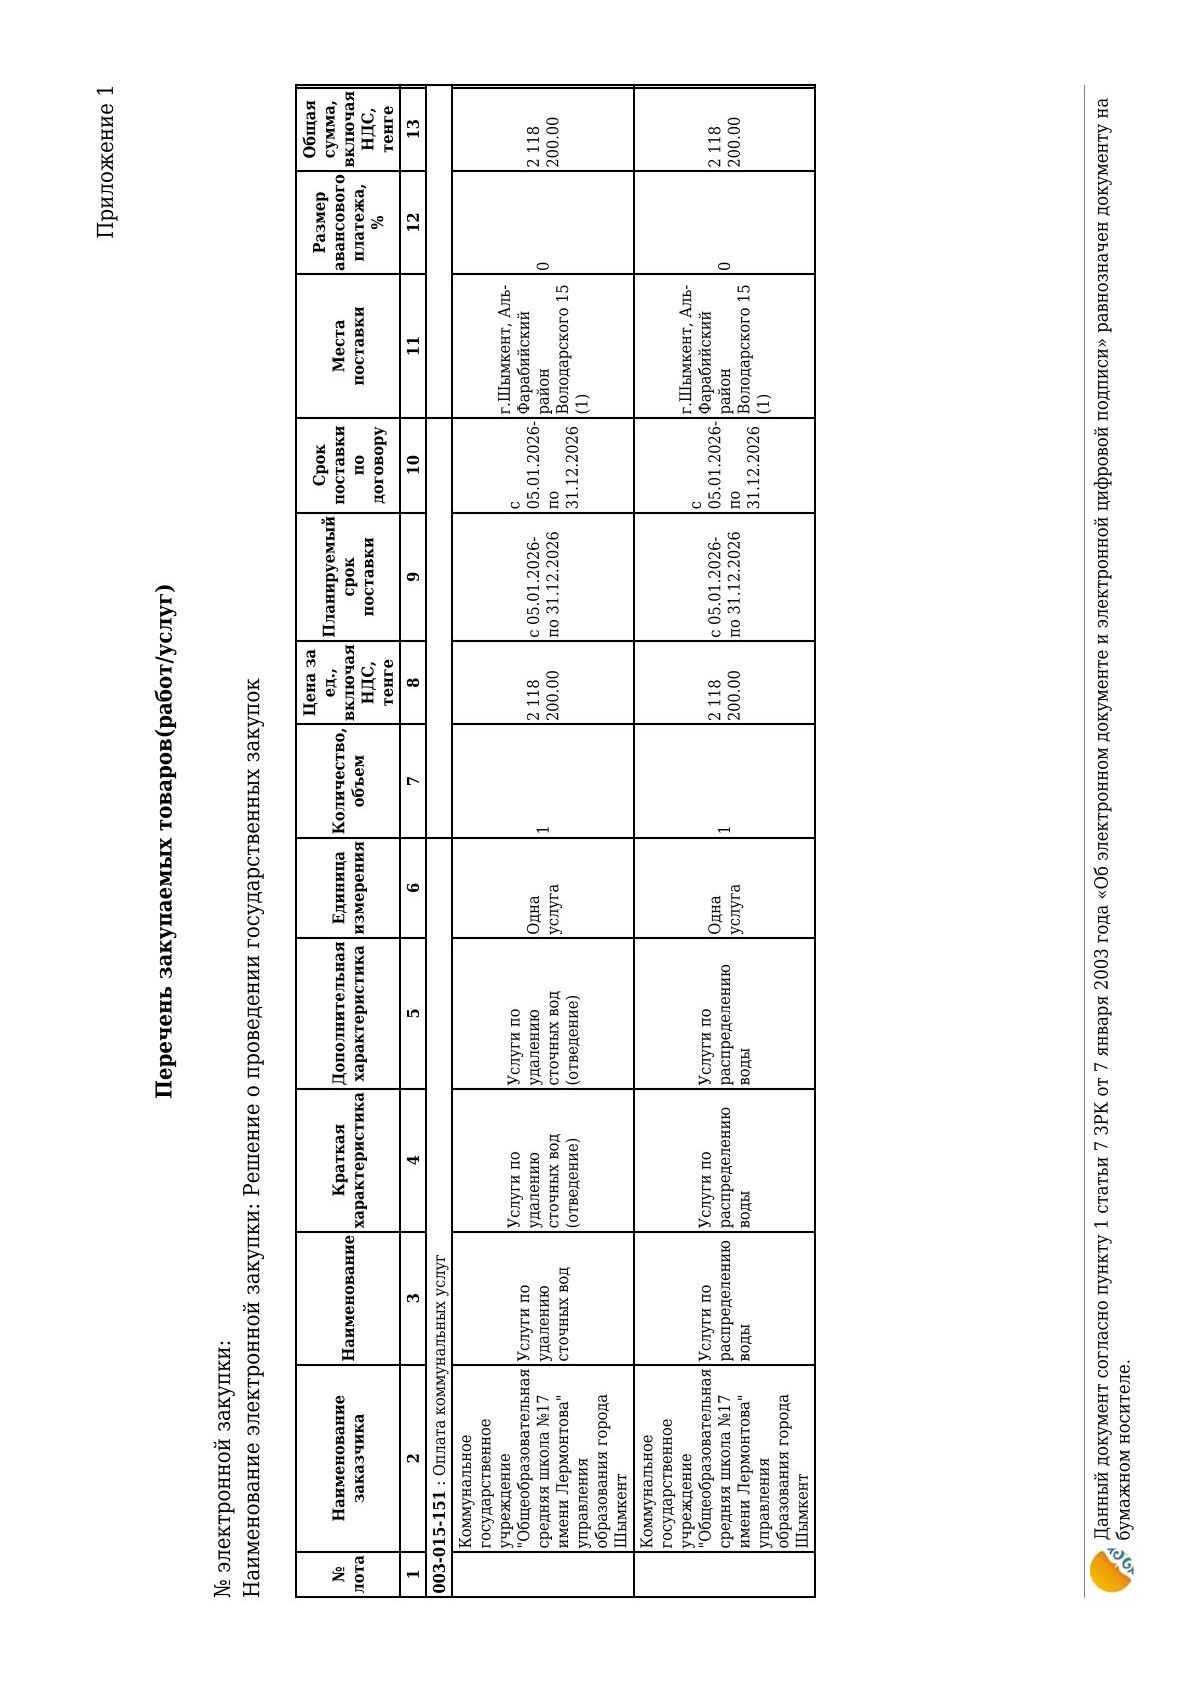 Приложение 1
Перечень закупаемых товаров(работ/услуг)
№ электронной закупки:
Наименование электронной закупки: Решение о проведении государственных закупок
№
лота
Наименование
заказчика
Наименование
Краткая
характеристика
Дополнительная
характеристика
Единица
измерения
Количество,
объем
Цена за
ед.,
включая
НДС,
тенге
Планируемый
срок
поставки
Срок
поставки
по
договору
Места
поставки
Размер
авансового
платежа,
%
Общая
сумма,
включая
НДС,
тенге
1 2 3 4 5 6 7 8 9 10 11 12 13
003-015-151 : Оплата коммунальных услуг
Коммунальное
государственное
учреждение
"Общеобразовательная
средняя школа №17
имени Лермонтова"
управления
образования города
Шымкент
Услуги по
удалению
сточных вод
Услуги по
удалению
сточных вод
(отведение)
Услуги по
удалению
сточных вод
(отведение)
Одна
услуга
1
2 118
200.00
с 05.01.2026-
по 31.12.2026
с
05.01.2026-
по
31.12.2026
г.Шымкент, Аль-
Фарабийский
район
Володарского 15
(1)
0
2 118
200.00
Коммунальное
государственное
учреждение
"Общеобразовательная
средняя школа №17
имени Лермонтова"
управления
образования города
Шымкент
Услуги по
распределению
воды
Услуги по
распределению
воды
Услуги по
распределению
воды
Одна
услуга
1
2 118
200.00
с 05.01.2026-
по 31.12.2026
с
05.01.2026-
по
31.12.2026
г.Шымкент, Аль-
Фарабийский
район
Володарского 15
(1)
0
2 118
200.00
Данный документ согласно пункту 1 статьи 7 ЗРК от 7 января 2003 года «Об электронном документе и электронной цифровой подписи» равнозначен документу на
бумажном носителе.